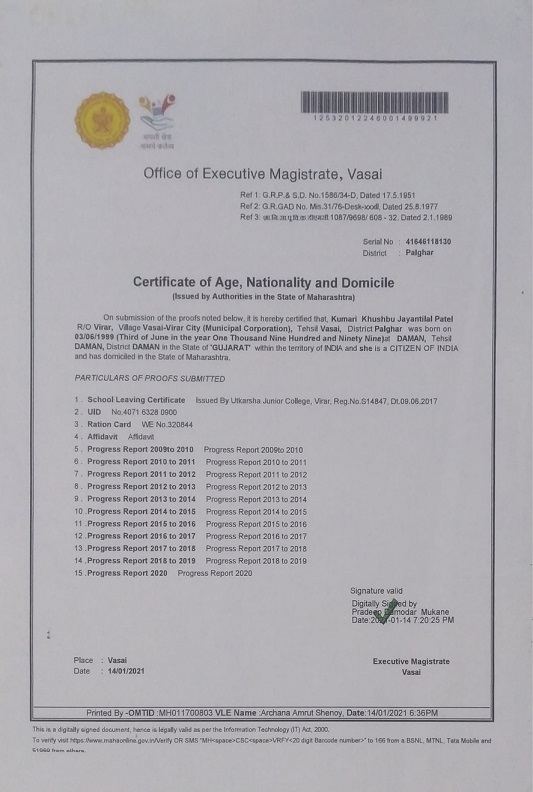 12532012246001499921
Office of Executive Magistrate, Vasai
Ref 1: G.R.P.& S.D. No.1586/34-D, Dated 17.5.1951
Ref 2: G.R.GAD No. Mis.31/76-Desk-xxdl, Dated 25.8.1977
Ref 3: 1087/9698/ 608 - 32. Dated 2.1.1989
Serial No : 41646118130
District : Palghar
Certificate of Age, Nationality and Domicile
(Issued by Authorities in the State of Maharashtra)
On submission of the proofs noted below, it is hereby certified that, Kumari Khushbu Jayantilal Patel
R/O Virar, Village Vasai-Virar City (Municipal Corporation), Tehsil Vasai, District Palghar was born on
03/06/1999 (Third of June in the year One Thousand Nine Hundred and Ninety Nine)at DAMAN, Tehsil
DAMAN, District DAMAN in the State of "GUJARAT" within the territory of INDIA and she is a CITIZEN OF INDIA
and has domiciled in the State of Maharashtra.
PARTICULARS OF PROOFS SUBMITTED
1 . School Leaving Certificate Issued By Utkarsha Junior College, Virar, Reg.No.S14847, Dt.09.06.2017
2 . UID No.4071 6328 0900
3 . Ration Card WE No.320844
4 . Affidavit Affidavit
5 . Progress Report 2009to 2010 Progress Report 2009to 2010
6 . Progress Report 2010 to 2011 Progress Report 2010 to 2011
7 . Progress Report 2011 to 2012 Progress Report 2011 to 2012
8 . Progress Report 2012 to 2013 Progress Report 2012 to 2013
9 . Progress Report 2013 to 2014 Progress Report 2013 to 2014
10 .Progress Report 2014 to 2015 Progress Report 2014 to 2015
11 .Progress Report 2015 to 2016 Progress Report 2015 to 2016
12 .Progress Report 2016 to 2017 Progress Report 2016 to 2017
13 .Progress Report 2017 to 2018 Progress Report 2017 to 2018
14 .Progress Report 2018 to 2019 Progress Report 2018 to 2019
15 .Progress Report 2020 Progress Report 2020
Signature valid
Digitally Signed by
Pradeep Damodar Mukane
Date:2021-01-14 7:20:25 PM
Place : Vasai
Date : 14/01/2021
Executive Magistrate
Vasai
Printed By -OMTID :MH011700803 VLE Name :Archana Amrut Shenoy, Date:14/01/2021 6:36PM
This is a digitally signed document, hence is legally valid as per the Information Technology (IT) Act, 2000.
To verify visit https://www.mahaonline.gov.in/Verify OR SMS "MH<space>CSC<space>VRFY<20 digit Barcode number>" to 166 from a BSNL, MTNL, Tata Mobile and
51969 from others.